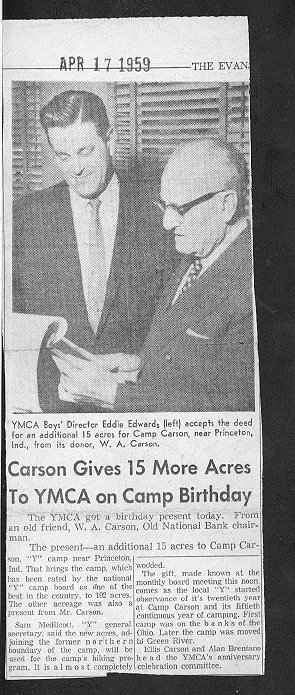 APR 17 1959
THE EVAN
YMCA Boys' Director Eddie Edwards (left) accepts the deed
for an additional 15 acres for Camp Carson, near Princeton,
Ind., from its donor, W. A. Carson.
Carson Gives 15 More Acres
To YMCA on Camp Birthday
The YMCA got a birthday present today. From
an old friend, W. A. Carson, Old National Bank chair-
man.
The present—an additional 15 acres to Camp Car-
son, "Y" camp near Princeton,
Ind. That brings the camp, which
has been rated by the national
"Y" camp board as one of the
best in the country, to 102 acres.
The other acreage was also a
present from Mr. Carson.
Sam Medlicott, "Y" general
secretary, said the new acres, ad-
joining the former northern
boundary of the camp, will be
used for the camp's hiking pro-
gram. It is almost completely
wooded.
The gift, made known at the
monthly board meeting this noon,
comes as the local "Y" started
observance of it's twentieth year
at Camp Carson and its fiftieth
continuous year of camping. First
camp was on the banks of the
Ohio. Later the camp was moved
to Green River.
Ellis Carson and Alan Brentano
head the YMCA's anniversary
celebration committee.